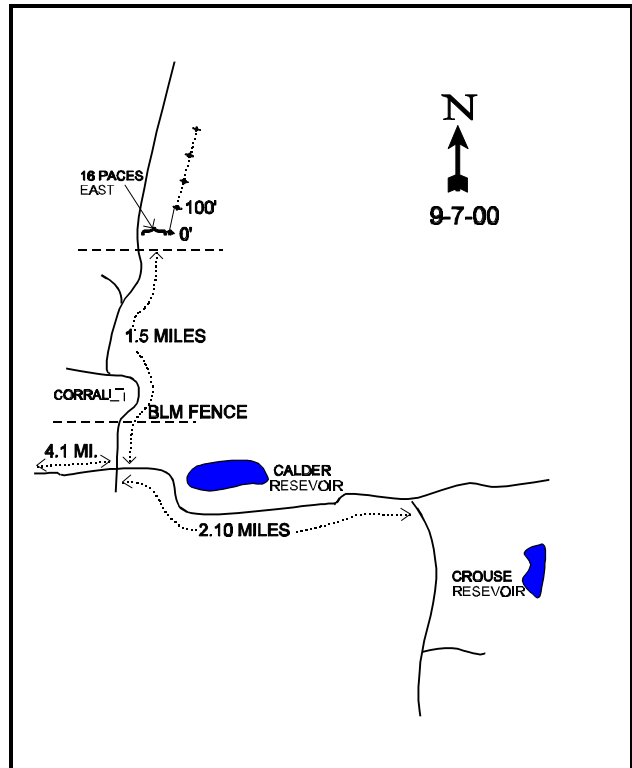 N
9-7-00
16 PACES
EAST
100'
0'
1.5 MILES
CORRAL
BLM FENCE
4.1 MI.
CALDER
RESEVOIR
2.10 MILES
CROUSE
RESEVOIR